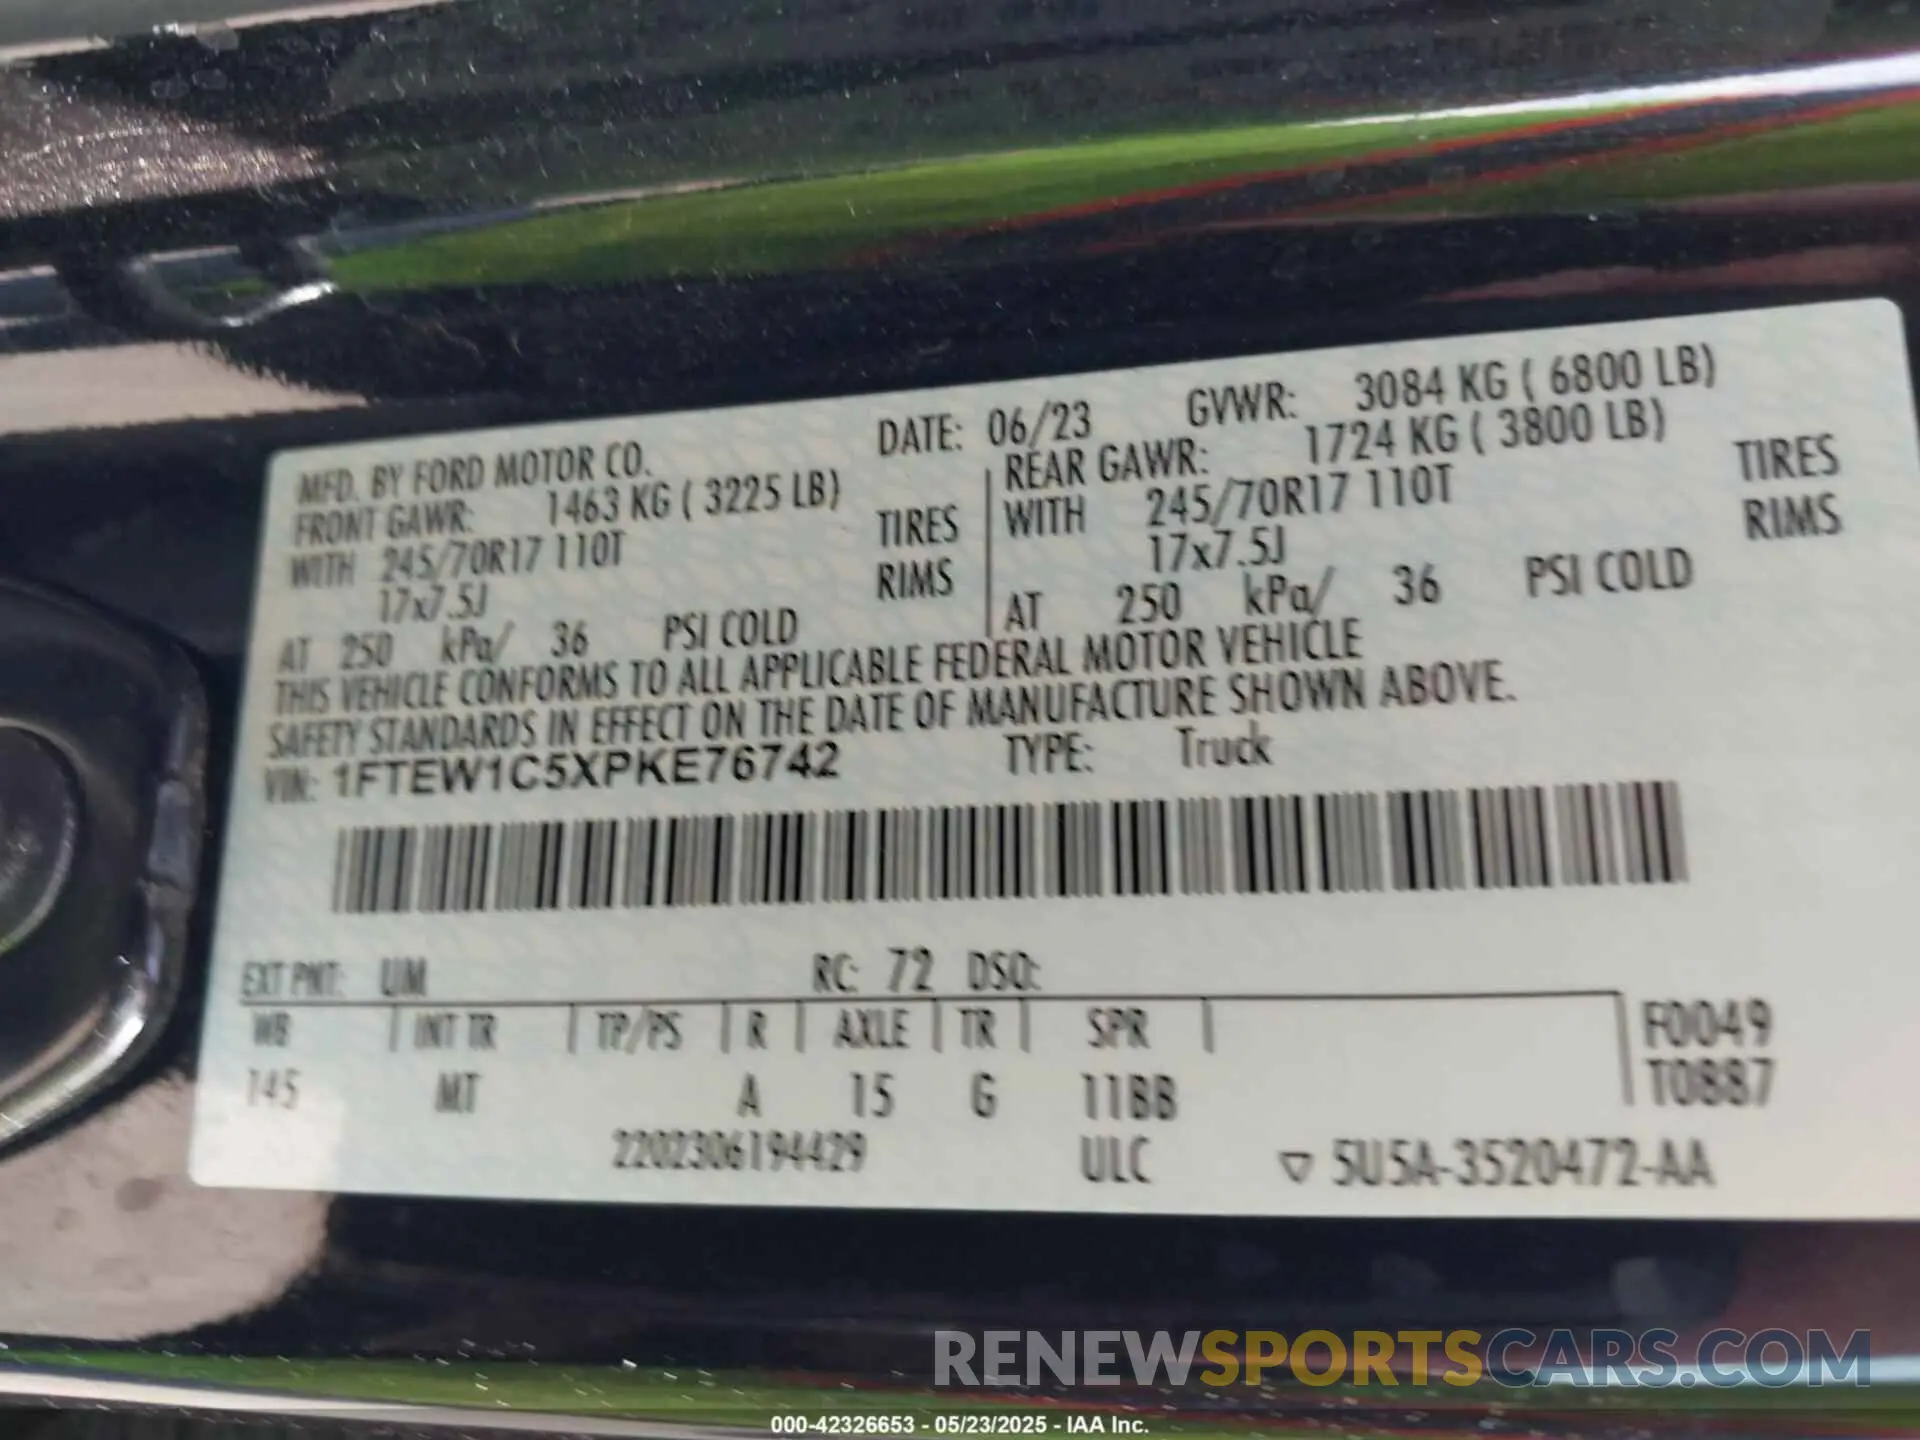 MFD. BY FORD MOTOR CO. DATE: 06/23 GVWR: 3084 KG ( 6800 LB)
FRONT GAWR: 1463 KG ( 3225 LB) REAR GAWR: 1724 KG ( 3800 LB)
WITH 245/70R17 110T TIRES WITH 245/70R17 110T TIRES
17x7.5J RIMS 17x7.5J RIMS
AT 250 kPa/ 36 PSI COLD AT 250 kPa/ 36 PSI COLD
THIS VEHICLE CONFORMS TO ALL APPLICABLE FEDERAL MOTOR VEHICLE
SAFETY STANDARDS IN EFFECT ON THE DATE OF MANUFACTURE SHOWN ABOVE.
VIN: 1FTEW1C5XPKE76742 TYPE: Truck
EXT PNT: UM RC: 72 DSO:
WB INT TR TP/PS R AXLE TR SPR F0049
145 MT A 15 G 11BB T0887
2202306194429 ULC ▽ 5U5A-3520472-AA
RENEWSPORTSCARS.COM
000-42326653 - 05/23/2025 - IAA Inc.